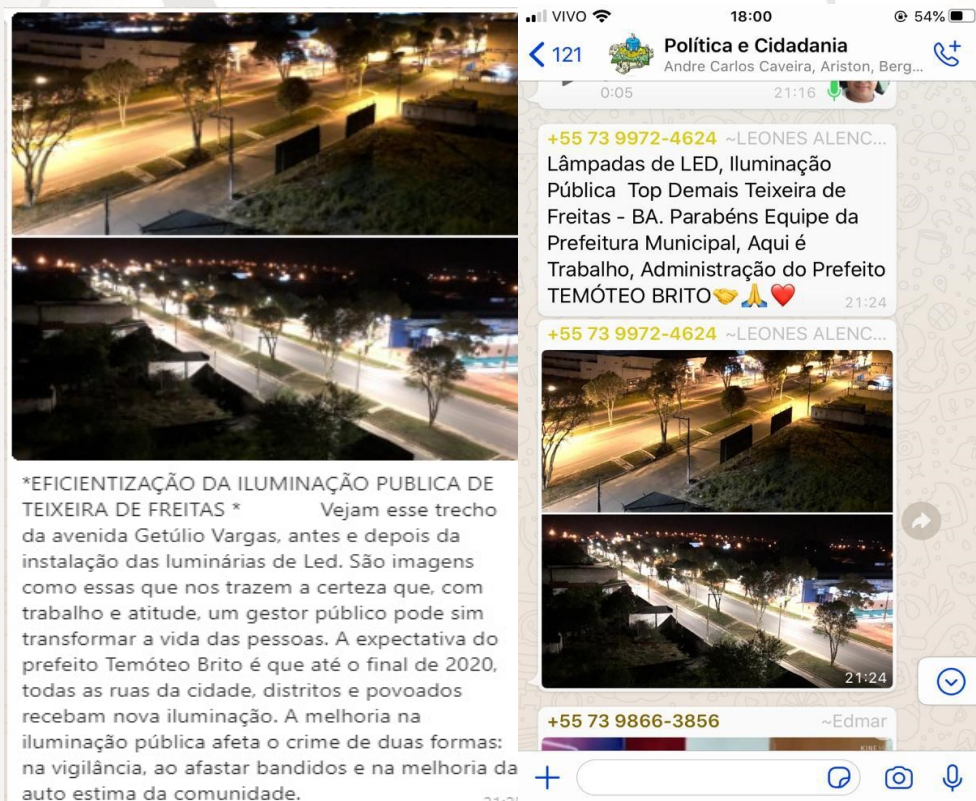 *EFICIENTIZAÇÃO DA ILUMINAÇÃO PUBLICA DE
TEIXEIRA DE FREITAS * Vejam esse trecho
da avenida Getúlio Vargas, antes e depois da
instalação das luminárias de Led. São imagens
como essas que nos trazem a certeza que, com
trabalho e atitude, um gestor público pode sim
transformar a vida das pessoas. A expectativa do
prefeito Temóteo Brito é que até o final de 2020,
todas as ruas da cidade, distritos e povoados
recebam nova iluminação. A melhoria na
iluminação pública afeta o crime de duas formas:
na vigilância, ao afastar bandidos e na melhoria da
auto estima da comunidade.
VIVO 18:00 54%
121 Política e Cidadania
Andre Carlos Caveira, Ariston, Berg...
0:05 21:16
+55 73 9972-4624 ~LEONES ALENC...
Lâmpadas de LED, Iluminação
Pública Top Demais Teixeira de
Freitas - BA. Parabéns Equipe da
Prefeitura Municipal, Aqui é
Trabalho, Administração do Prefeito
TEMÓTEO BRITO🤝🙏❤️ 21:24
+55 73 9972-4624 ~LEONES ALENC...
21:24
+55 73 9866-3856 ~Edmar